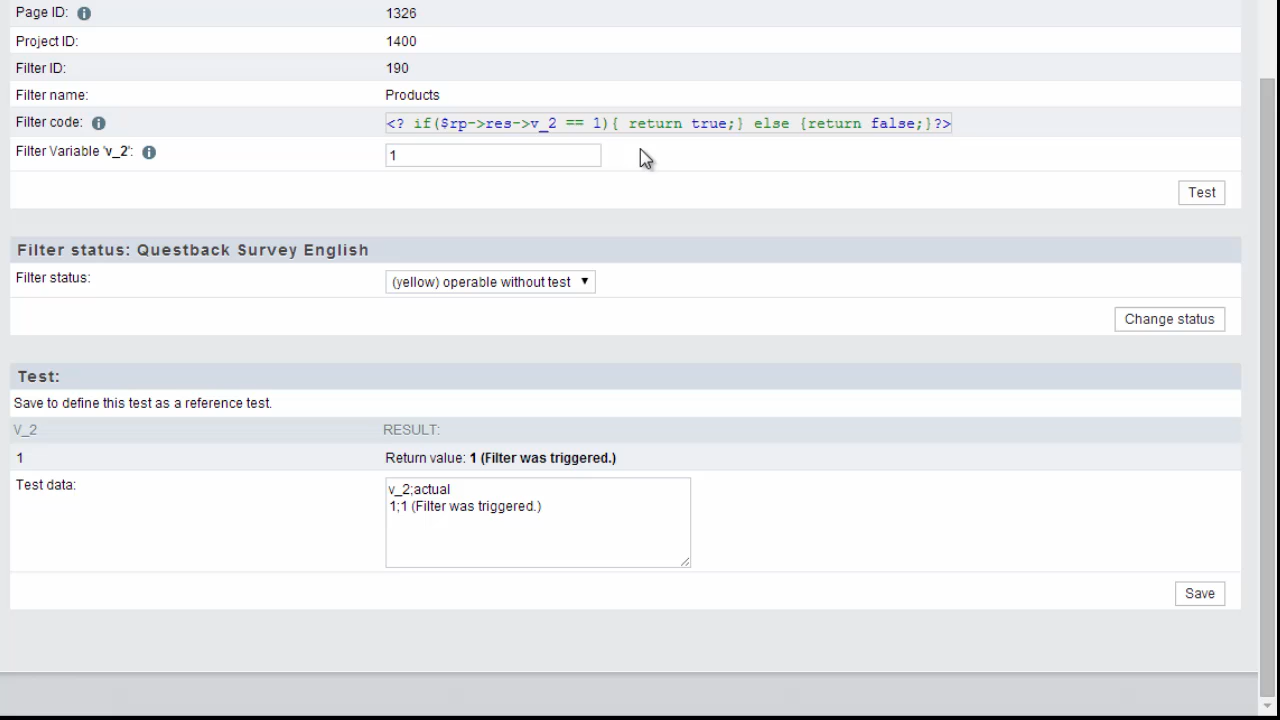 Page ID: 1326
Project ID: 1400
Filter ID: 190
Filter name: Products
Filter code: <? if($rp->res->v_2 == 1){ return true;} else {return false;}?>
Filter Variable 'v_2': 1
Test
Filter status: Questback Survey English
Filter status: (yellow) operable without test
Change status
Test:
Save to define this test as a reference test.
V_2 RESULT:
1 Return value: 1 (Filter was triggered.)
Test data: v_2;actual
1;1 (Filter was triggered.)
Save